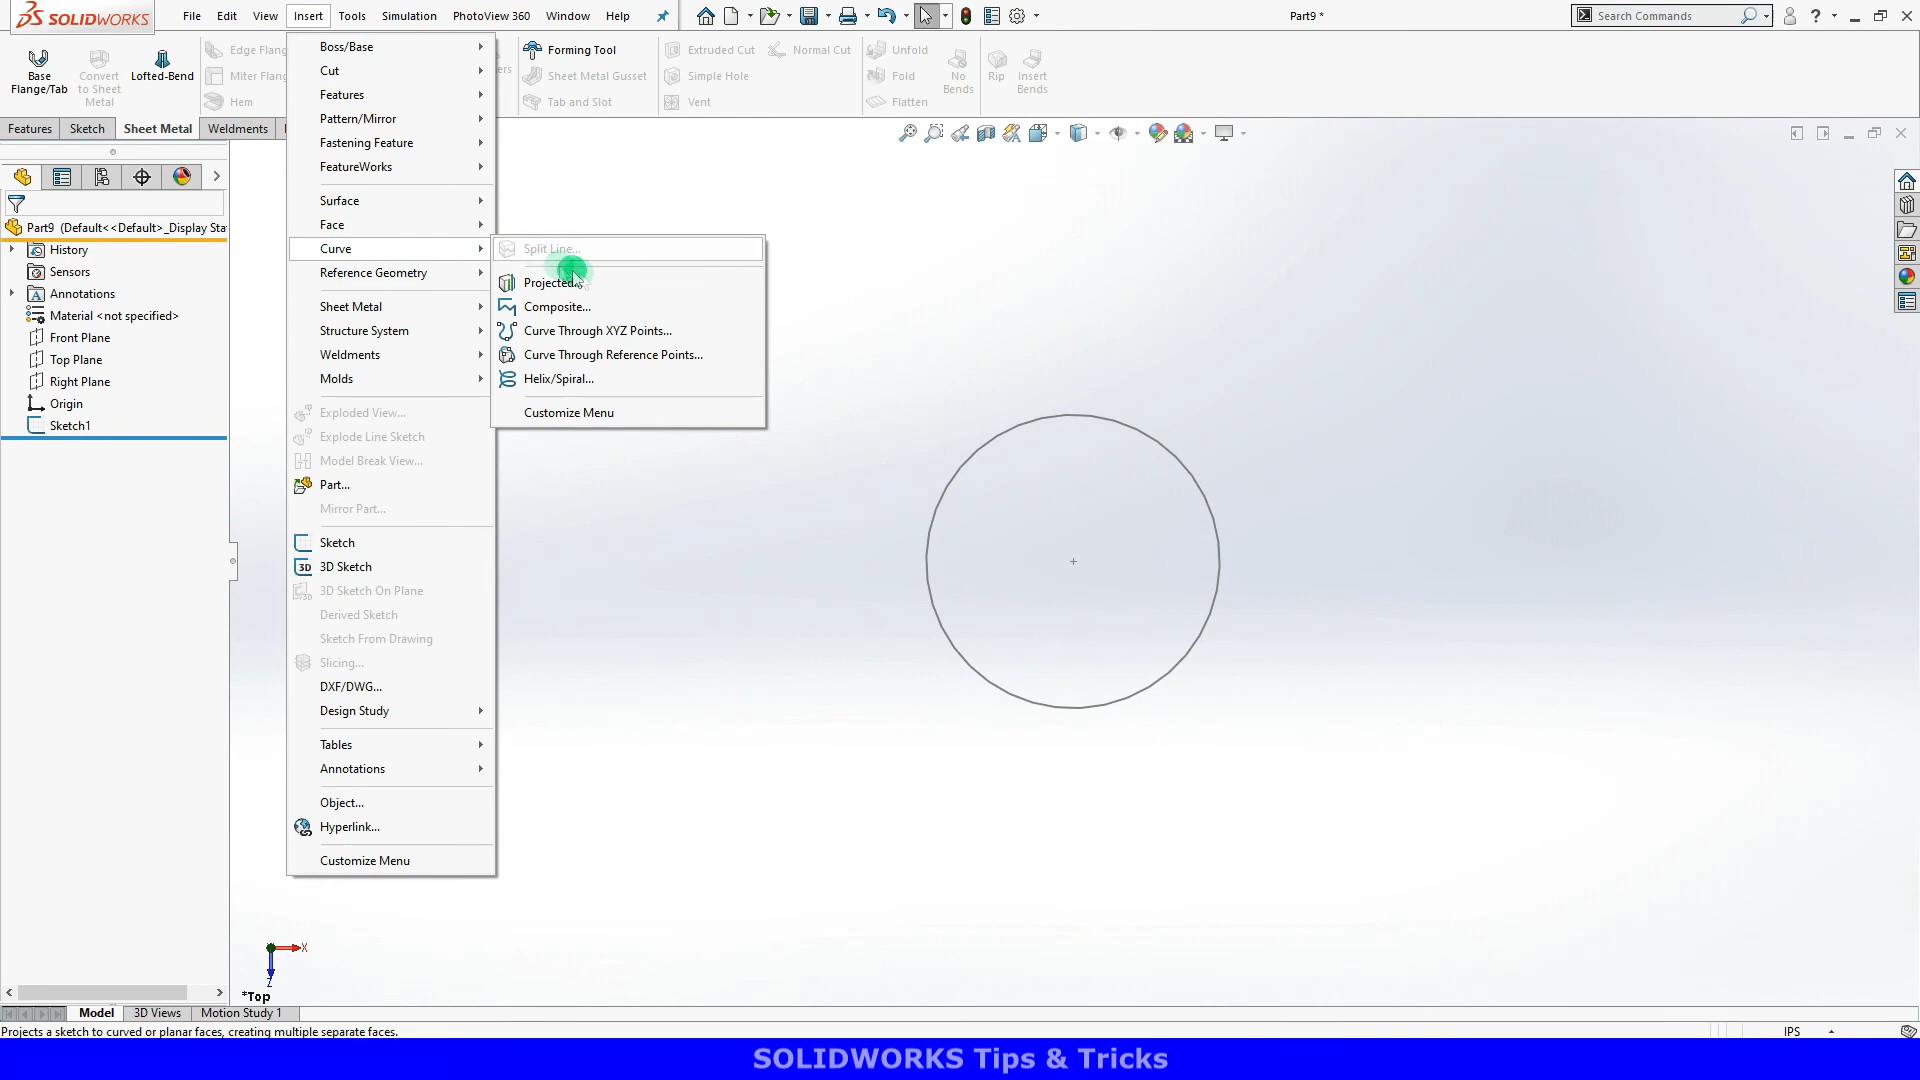 SOLIDWORKS File Edit View Insert Tools Simulation PhotoView 360 Window Help Part9 * Search Commands
Base Flange/Tab
Convert to Sheet Metal
Lofted-Bend
Edge Flang
Miter Flang
Hem
ers
Forming Tool
Sheet Metal Gusset
Tab and Slot
Extruded Cut
Simple Hole
Vent
Normal Cut
Unfold
Fold
Flatten
No Bends
Rip
Insert Bends
Features Sketch Sheet Metal Weldments
Part9 (Default<<Default>_Display Sta
History
Sensors
Annotations
Material <not specified>
Front Plane
Top Plane
Right Plane
Origin
Sketch1
Boss/Base
Cut
Features
Pattern/Mirror
Fastening Feature
FeatureWorks
Surface
Face
Curve
Reference Geometry
Sheet Metal
Structure System
Weldments
Molds
Exploded View...
Explode Line Sketch
Model Break View...
Part...
Mirror Part...
Sketch
3D Sketch
3D Sketch On Plane
Derived Sketch
Sketch From Drawing
Slicing...
DXF/DWG...
Design Study
Tables
Annotations
Object...
Hyperlink...
Customize Menu
Split Line...
Projected...
Composite...
Curve Through XYZ Points...
Curve Through Reference Points...
Helix/Spiral...
Customize Menu
X
Z
*Top
Model 3D Views Motion Study 1
Projects a sketch to curved or planar faces, creating multiple separate faces. IPS
SOLIDWORKS Tips & Tricks